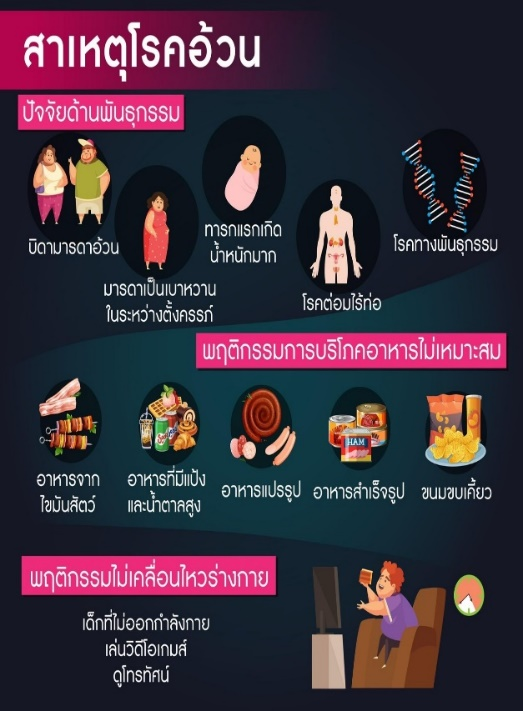 สาเหตุโรคอ้วน
ปัจจัยด้านพันธุกรรม
บิดามารดาอ้วน
มารดาเป็นเบาหวาน
ในระหว่างตั้งครรภ์
ทารกแรกเกิด
น้ำหนักมาก
โรคต่อมไร้ท่อ
โรคทางพันธุกรรม
พฤติกรรมการบริโภคอาหารไม่เหมาะสม
อาหารจาก
ไขมันสัตว์
อาหารที่มีแป้ง
และน้ำตาลสูง
อาหารแปรรูป
HAM
อาหารสำเร็จรูป
ขนมขบเคี้ยว
พฤติกรรมไม่เคลื่อนไหวร่างกาย
เด็กที่ไม่ออกกำลังกาย
เล่นวิดีโอเกมส์
ดูโทรทัศน์